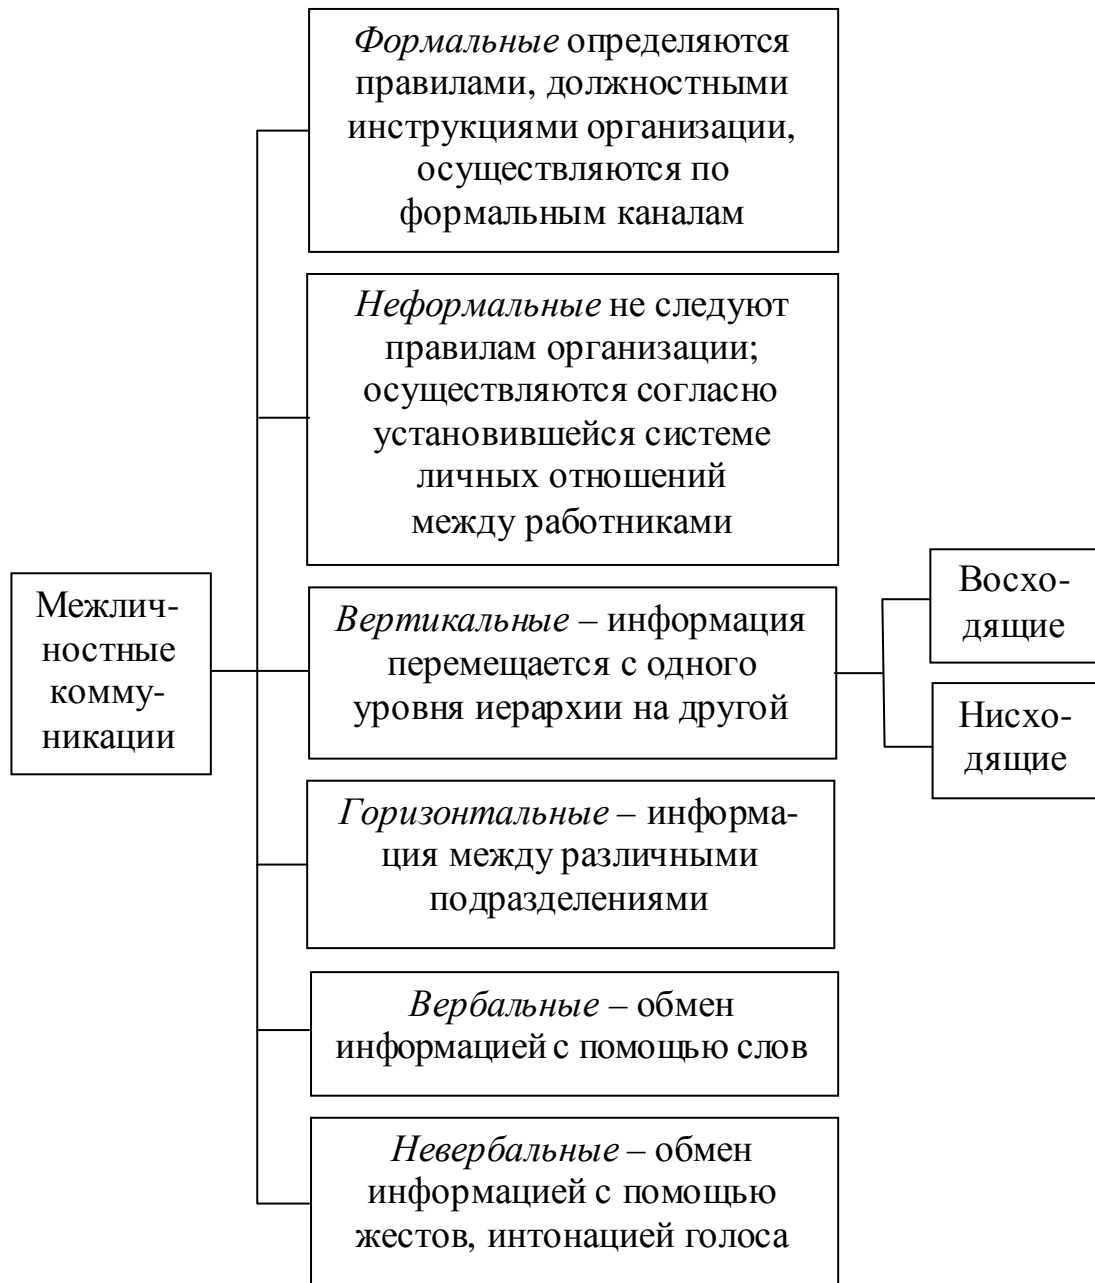 Формальные определяются
правилами, должностными
инструкциями организации,
осуществляются по
формальным каналам
Неформальные не следуют
правилам организации;
осуществляются согласно
установившейся системе
личных отношений
между работниками
Межлич-
ностные
комму-
никации
Вертикальные – информация
перемещается с одного
уровня иерархии на другой
Восхо-
дящие
Нисхо-
дящие
Горизонтальные – информа-
ция между различными
подразделениями
Вербальные – обмен
информацией с помощью слов
Невербальные – обмен
информацией с помощью
жестов, интонацией голоса